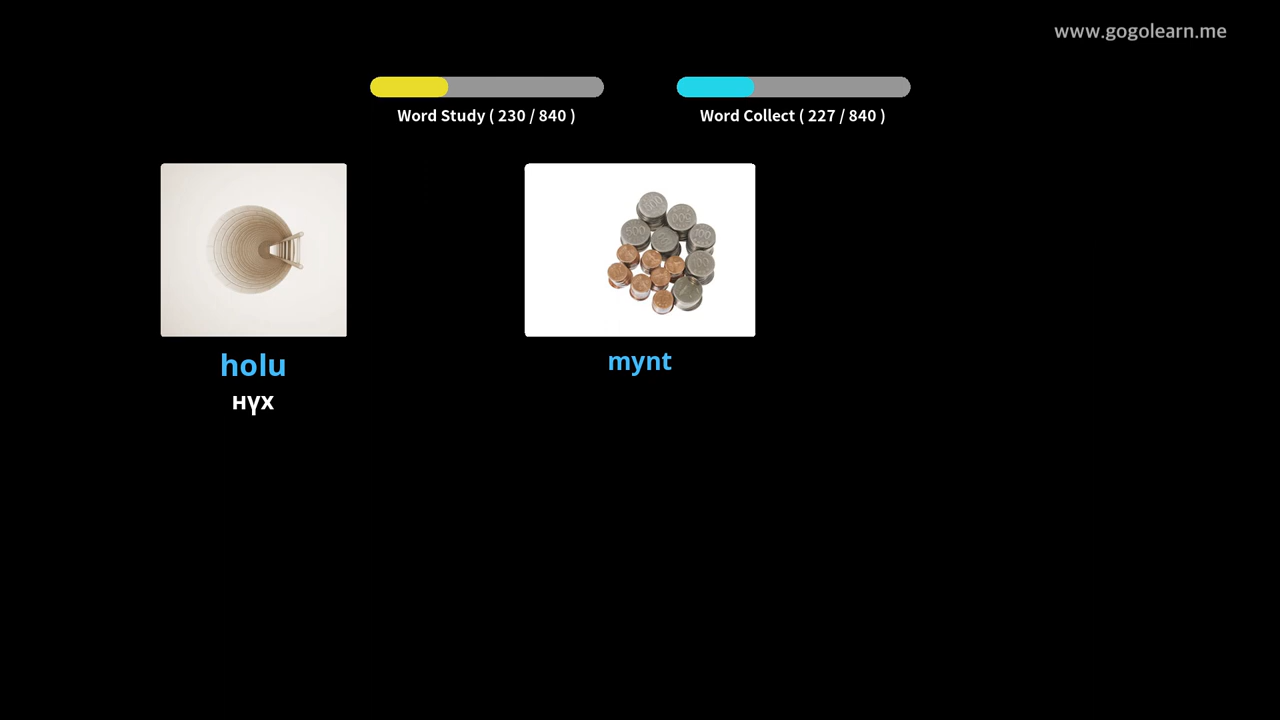 www.gogolearn.me
Word Study ( 230 / 840 )
Word Collect ( 227 / 840 )
holu
нүх
mynt